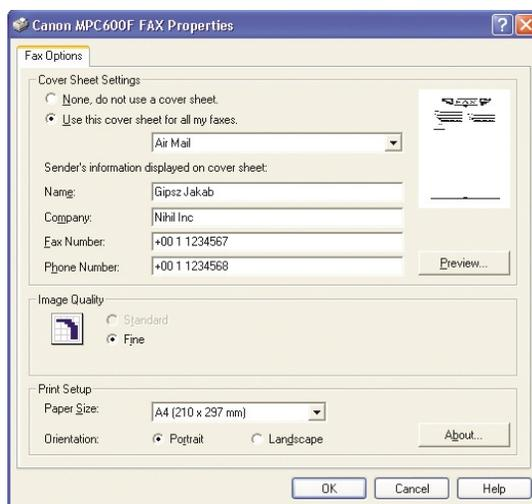 Canon MPC600F FAX Properties
Fax Options
Cover Sheet Settings
None, do not use a cover sheet.
Use this cover sheet for all my faxes.
Air Mail
Sender's information displayed on cover sheet:
Name: Gipsz Jakab
Company: Nihil Inc
Fax Number: +00 1 1234567
Phone Number: +00 1 1234568
Preview...
Image Quality
Standard
Fine
Print Setup
Paper Size: A4 (210 x 297 mm)
Orientation: Portrait Landscape
About...
OK Cancel Help